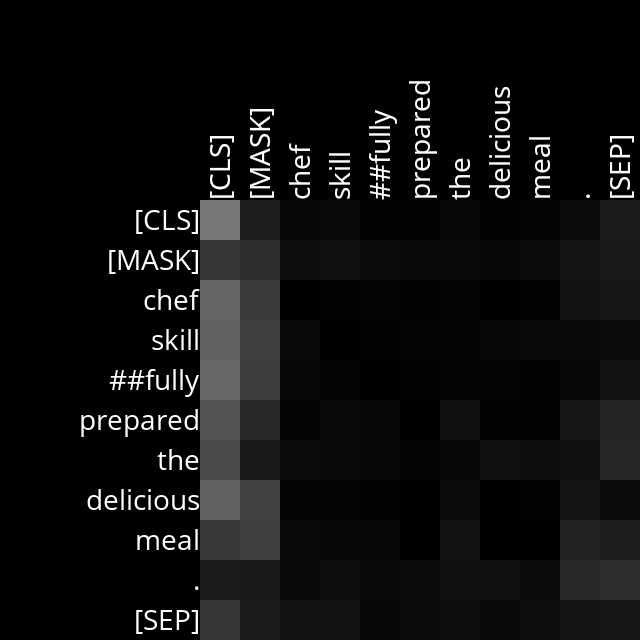 [CLS] [MASK] chef skill ##fully prepared the delicious meal . [SEP]
[CLS]
[MASK]
chef
skill
##fully
prepared
the
delicious
meal
.
[SEP]